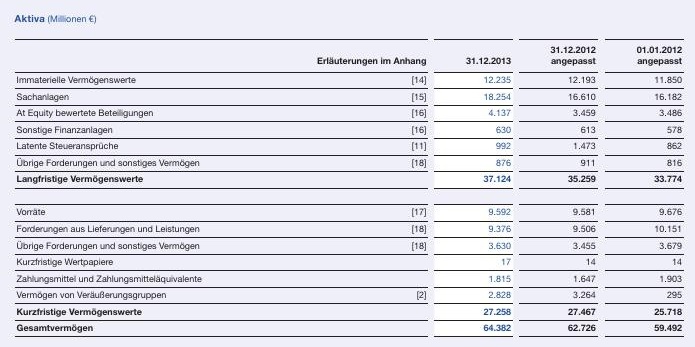 Aktiva (Millionen €)
Erläuterungen im Anhang 31.12.2013 31.12.2012 angepasst 01.01.2012 angepasst
Immaterielle Vermögenswerte [14] 12.235 12.193 11.850
Sachanlagen [15] 18.254 16.610 16.182
At Equity bewertete Beteiligungen [16] 4.137 3.459 3.486
Sonstige Finanzanlagen [16] 630 613 578
Latente Steueransprüche [11] 992 1.473 862
Übrige Forderungen und sonstiges Vermögen [18] 876 911 816
Langfristige Vermögenswerte 37.124 35.259 33.774
Vorräte [17] 9.592 9.581 9.676
Forderungen aus Lieferungen und Leistungen [18] 9.376 9.506 10.151
Übrige Forderungen und sonstiges Vermögen [18] 3.630 3.455 3.679
Kurzfristige Wertpapiere 17 14 14
Zahlungsmittel und Zahlungsmitteläquivalente 1.815 1.647 1.903
Vermögen von Veräußerungsgruppen [2] 2.828 3.264 295
Kurzfristige Vermögenswerte 27.258 27.467 25.718
Gesamtvermögen 64.382 62.726 59.492